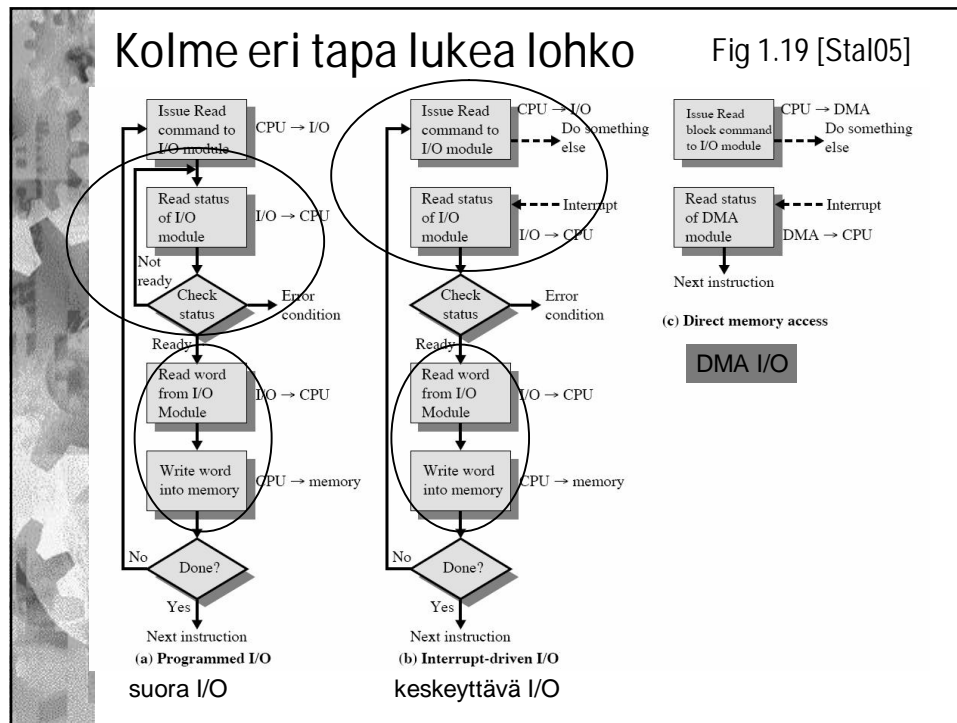 Kolme eri tapa lukea lohko
Fig 1.19 [Stal05]
Issue Read
command to
I/O module
CPU → I/O
Read status
of I/O
module
I/O → CPU
Not
ready
Check
status
Error
condition
Ready
Read word
from I/O
Module
I/O → CPU
Write word
into memory
CPU → memory
No
Done?
Yes
Next instruction
(a) Programmed I/O
suora I/O
Issue Read
command to
I/O module
CPU → I/O
Do something
else
Read status
of I/O
module
Interrupt
I/O → CPU
Check
status
Error
condition
Ready
Read word
from I/O
Module
I/O → CPU
Write word
into memory
CPU → memory
No
Done?
Yes
Next instruction
(b) Interrupt-driven I/O
keskeyttävä I/O
Issue Read
block command
to I/O module
CPU → DMA
Do something
else
Read status
of DMA
module
Interrupt
DMA → CPU
Next instruction
(c) Direct memory access
DMA I/O